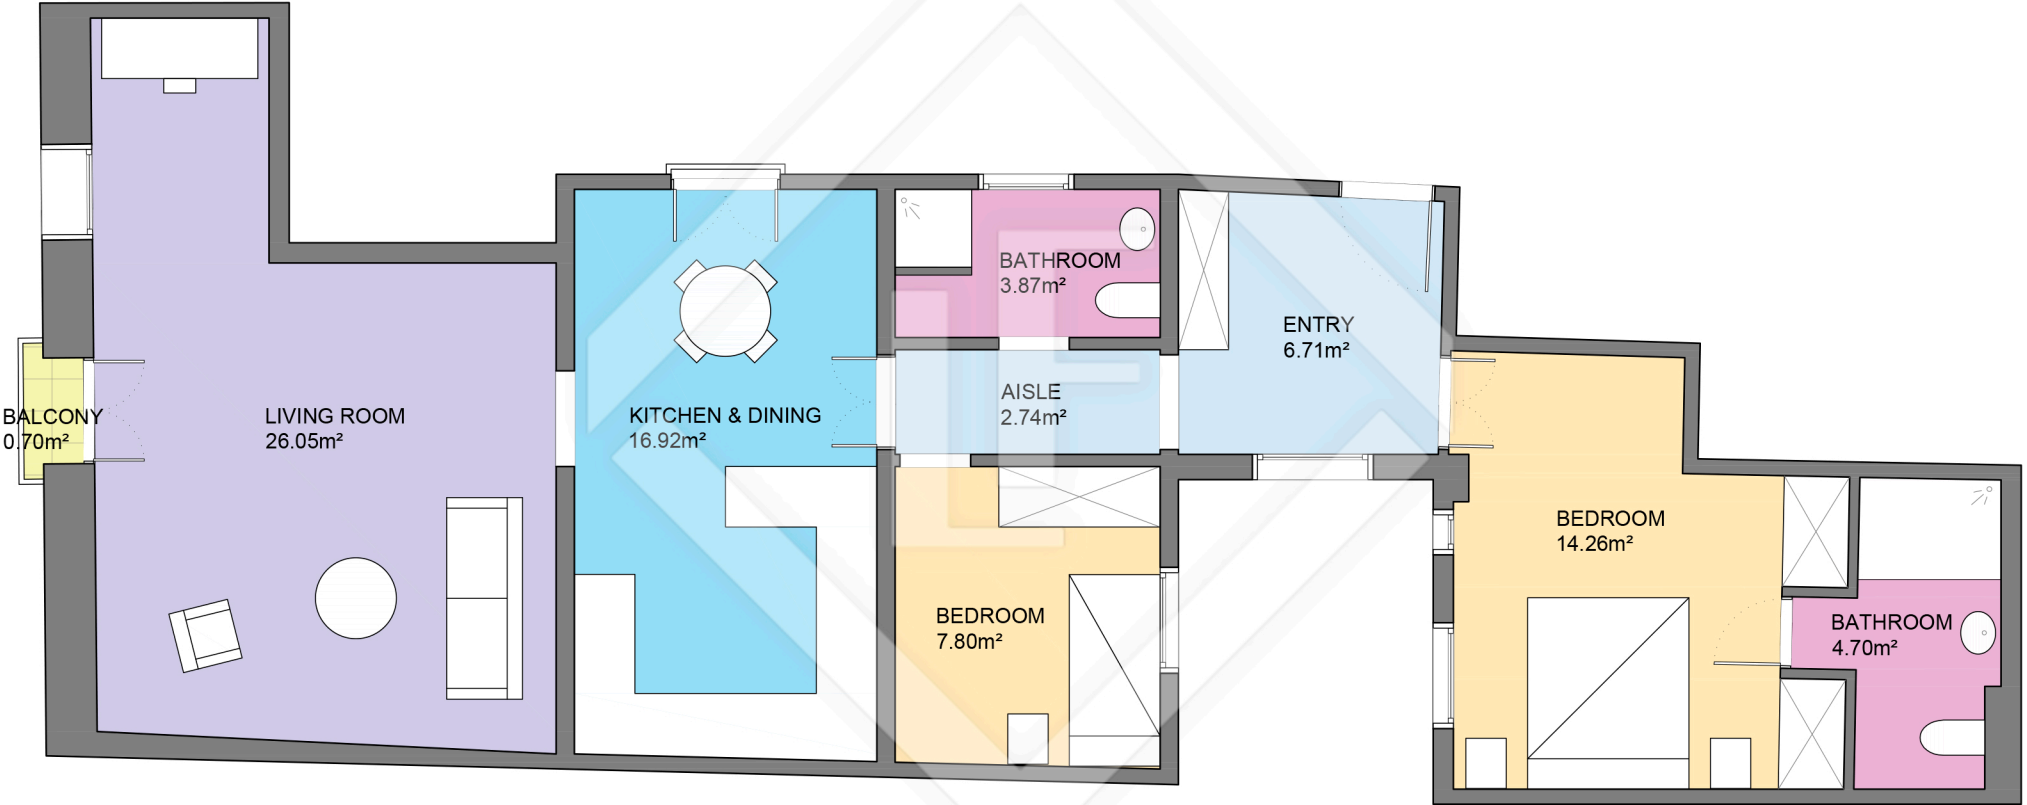 BALCONY
0.70m²
LIVING ROOM
26.05m²
KITCHEN & DINING
16.92m²
BATHROOM
3.87m²
AISLE
2.74m²
BEDROOM
7.80m²
ENTRY
6.71m²
BEDROOM
14.26m²
BATHROOM
4.70m²